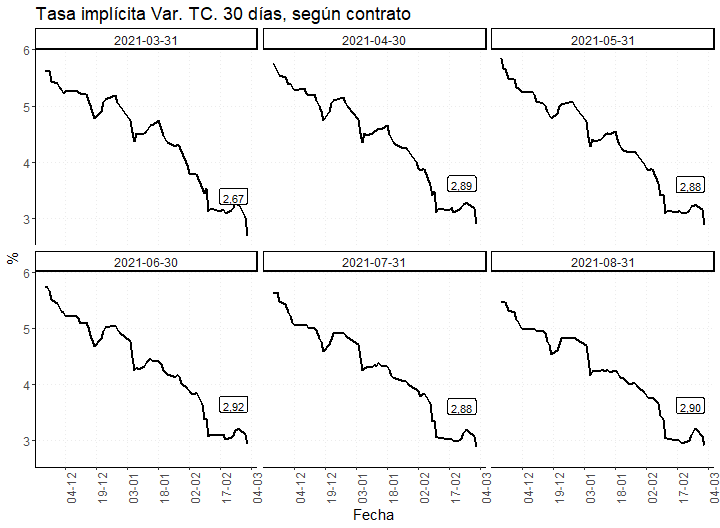 Tasa implícita Var. TC. 30 días, según contrato
2021-03-31 2021-04-30 2021-05-31
6
5
4
3
2,67 2,89 2,88
%
2021-06-30 2021-07-31 2021-08-31
6
5
4
3
2,92 2,88 2,90
04-12 19-12 03-01 18-01 02-02 17-02 04-03 04-12 19-12 03-01 18-01 02-02 17-02 04-03 04-12 19-12 03-01 18-01 02-02 17-02 04-03
Fecha